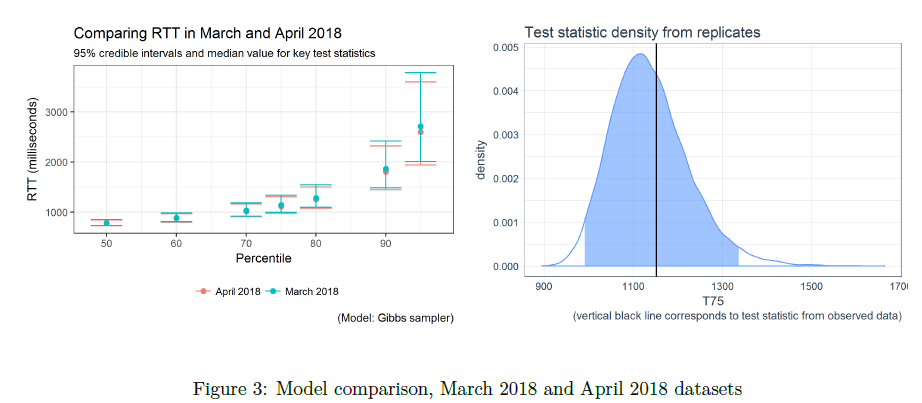 Comparing RTT in March and April 2018
95% credible intervals and median value for key test statistics
RTT (milliseconds)
3000
2000
1000
50 60 70 80 90
Percentile
April 2018 March 2018
(Model: Gibbs sampler)
Test statistic density from replicates
density
0.005
0.004
0.003
0.002
0.001
0.000
900 1100 1300 1500 1700
T75
(vertical black line corresponds to test statistic from observed data)
Figure 3: Model comparison, March 2018 and April 2018 datasets